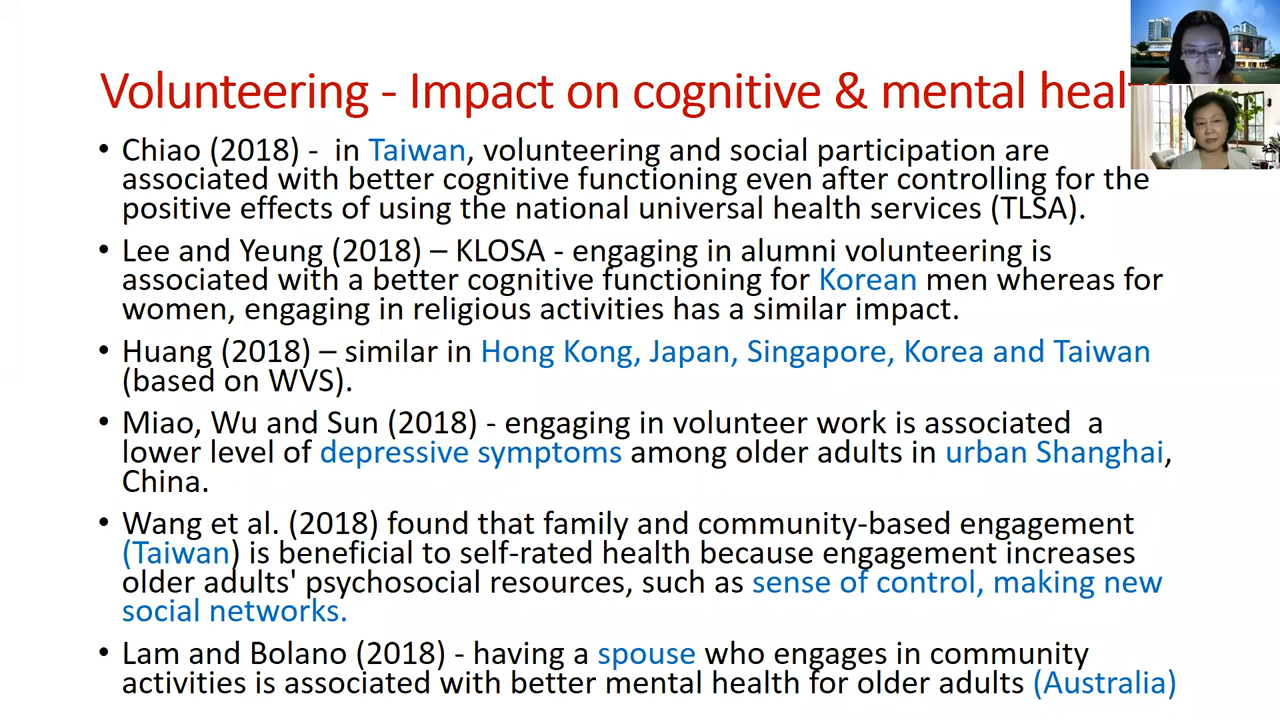 Volunteering - Impact on cognitive & mental healt
• Chiao (2018) - in Taiwan, volunteering and social participation are
associated with better cognitive functioning even after controlling for the
positive effects of using the national universal health services (TLSA).
• Lee and Yeung (2018) – KLOSA - engaging in alumni volunteering is
associated with a better cognitive functioning for Korean men whereas for
women, engaging in religious activities has a similar impact.
• Huang (2018) – similar in Hong Kong, Japan, Singapore, Korea and Taiwan
(based on WVS).
• Miao, Wu and Sun (2018) - engaging in volunteer work is associated a
lower level of depressive symptoms among older adults in urban Shanghai,
China.
• Wang et al. (2018) found that family and community-based engagement
(Taiwan) is beneficial to self-rated health because engagement increases
older adults' psychosocial resources, such as sense of control, making new
social networks.
• Lam and Bolano (2018) - having a spouse who engages in community
activities is associated with better mental health for older adults (Australia)